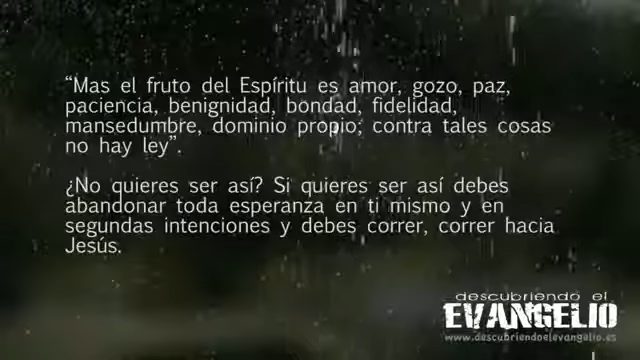 “Mas el fruto del Espíritu es amor, gozo, paz,
paciencia, benignidad, bondad, fidelidad,
mansedumbre, dominio propio; contra tales cosas
no hay ley”.
¿No quieres ser así? Si quieres ser así debes
abandonar toda esperanza en ti mismo y en
segundas intenciones y debes correr, correr hacia
Jesús.
descubriendo el
EVANGELIO
www.descubriendoelevangelio.es